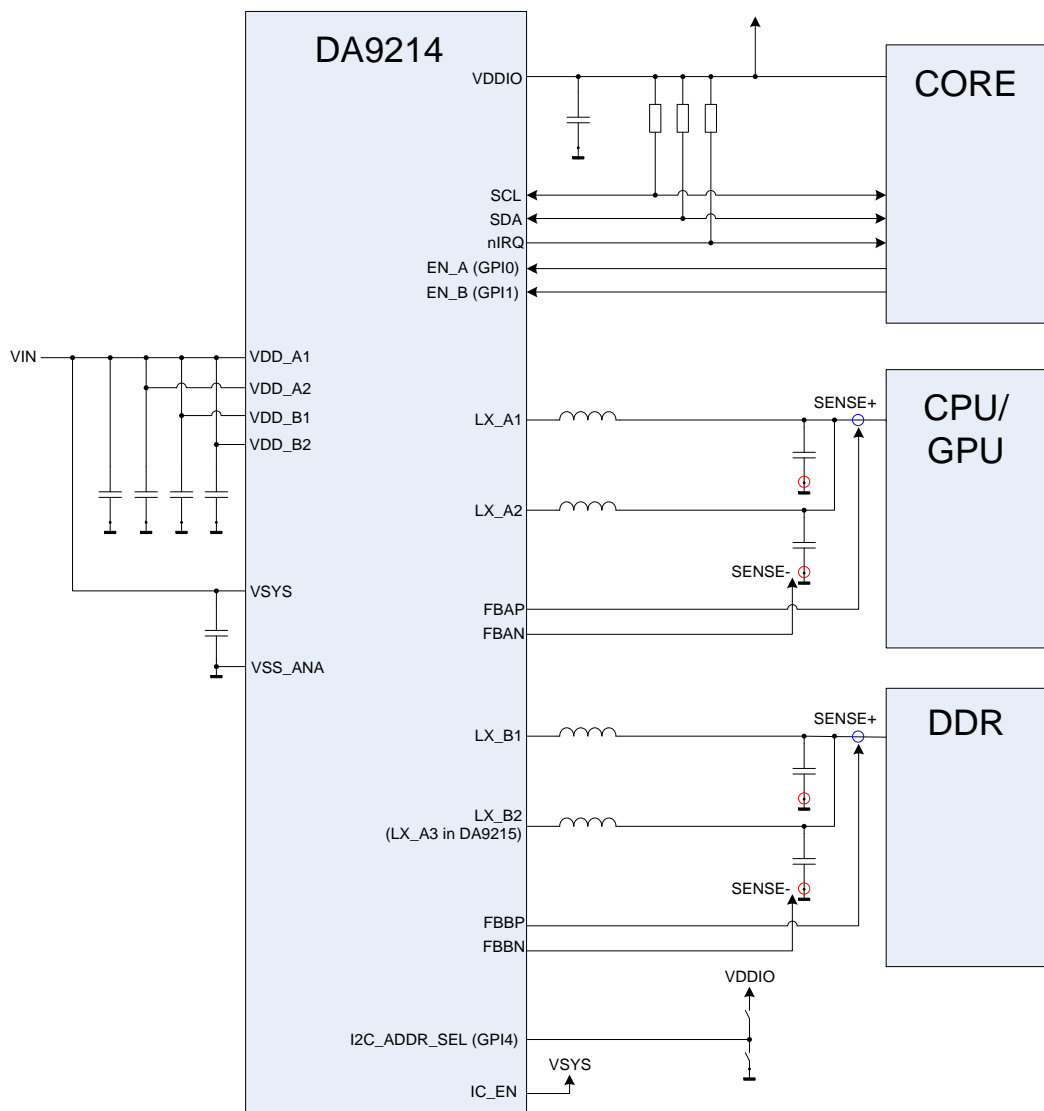 DA9214
VDDIO
CORE
SCL
SDA
nIRQ
EN_A (GPI0)
EN_B (GPI1)
VIN
VDD_A1
VDD_A2
VDD_B1
VDD_B2
LX_A1
SENSE+
CPU/
GPU
LX_A2
SENSE-
VSYS
FBAP
FBAN
VSS_ANA
LX_B1
SENSE+
DDR
LX_B2
(LX_A3 in DA9215)
SENSE-
FBBP
FBBN
VDDIO
I2C_ADDR_SEL (GPI4)
VSYS
IC_EN